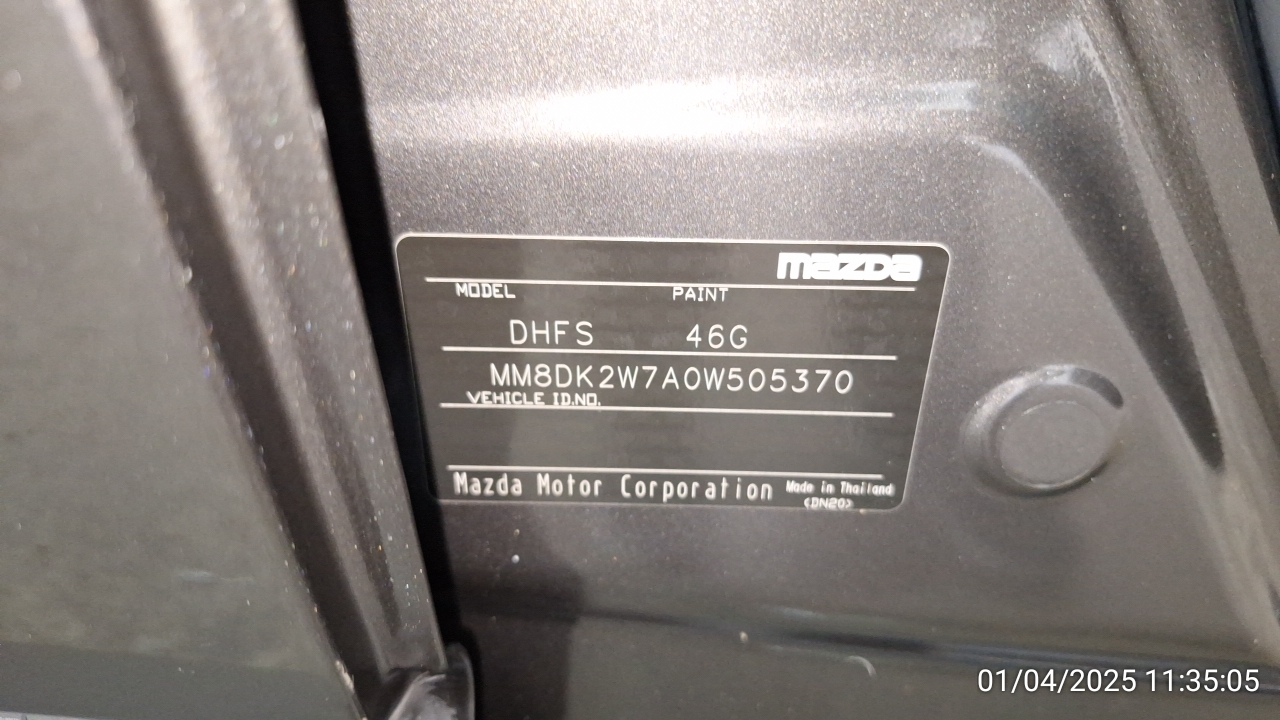 mazda
MODEL PAINT
DHFS 46G
MM8DK2W7A0W505370
VEHICLE ID.NO.
Mazda Motor Corporation Made in Thailand
<DN20>
01/04/2025 11:35:05